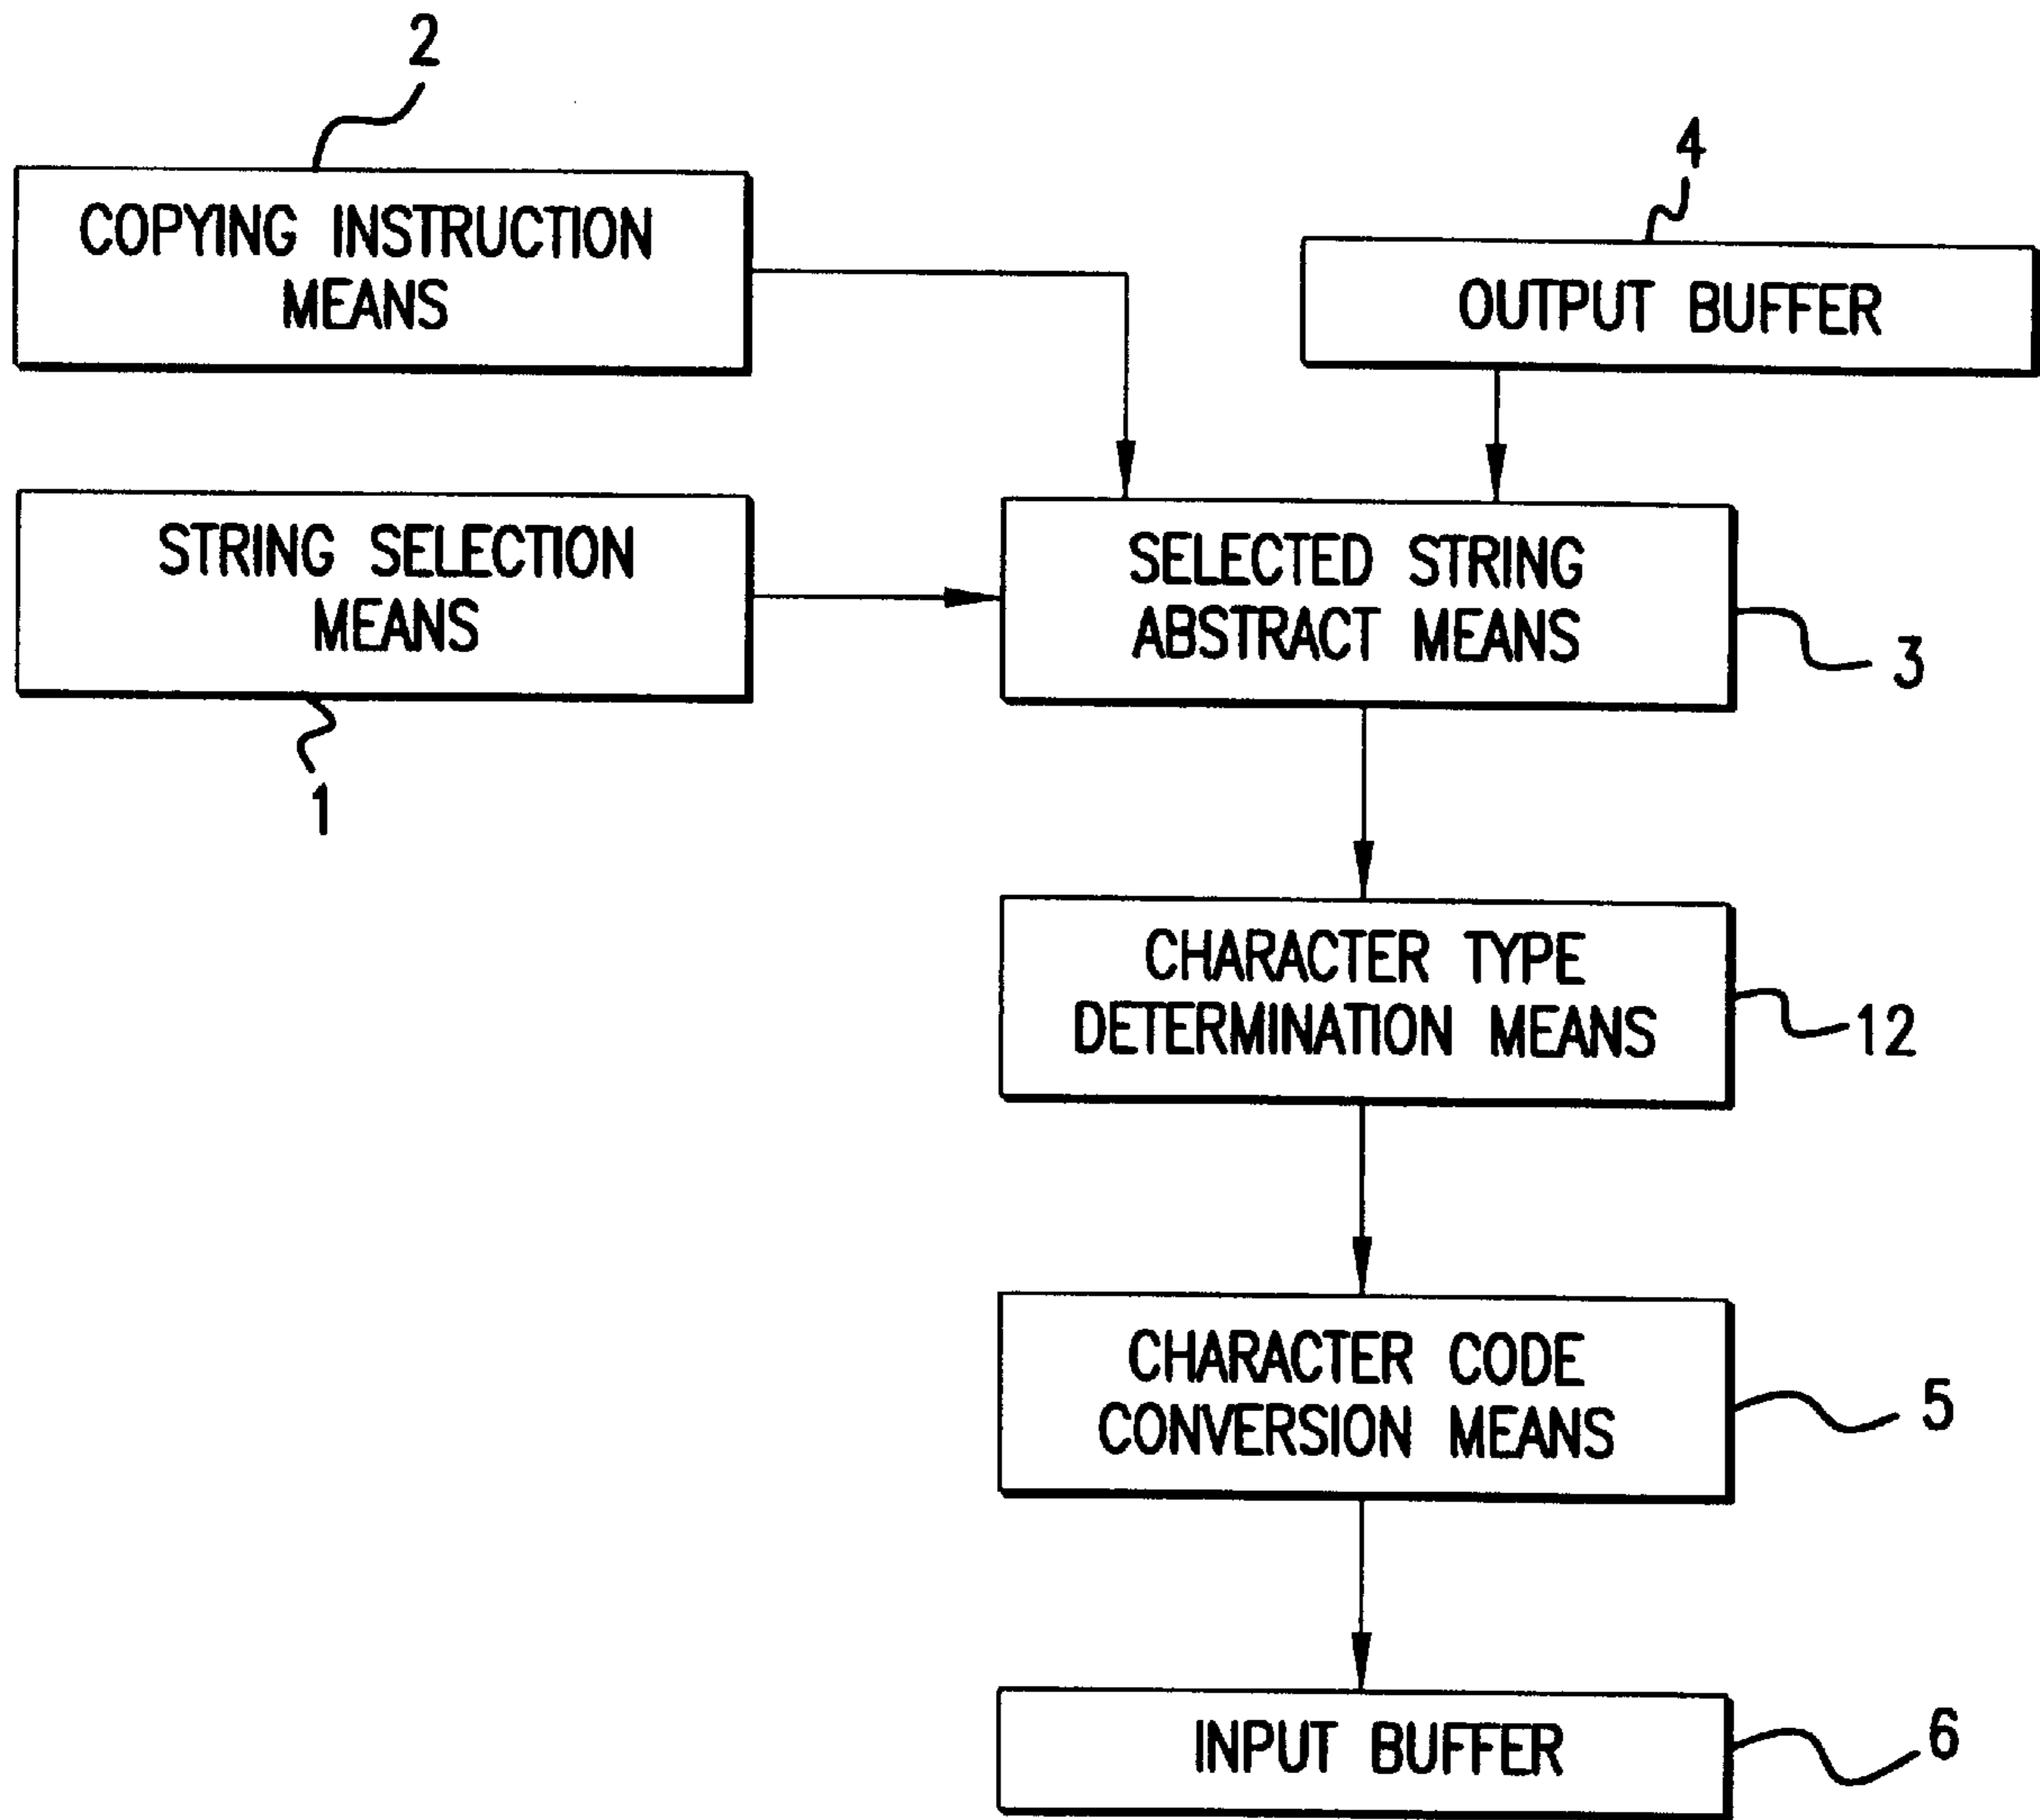 2
COPYING INSTRUCTION
MEANS
4
OUTPUT BUFFER
STRING SELECTION
MEANS
1
SELECTED STRING
ABSTRACT MEANS
3
CHARACTER TYPE
DETERMINATION MEANS
12
CHARACTER CODE
CONVERSION MEANS
5
INPUT BUFFER
6